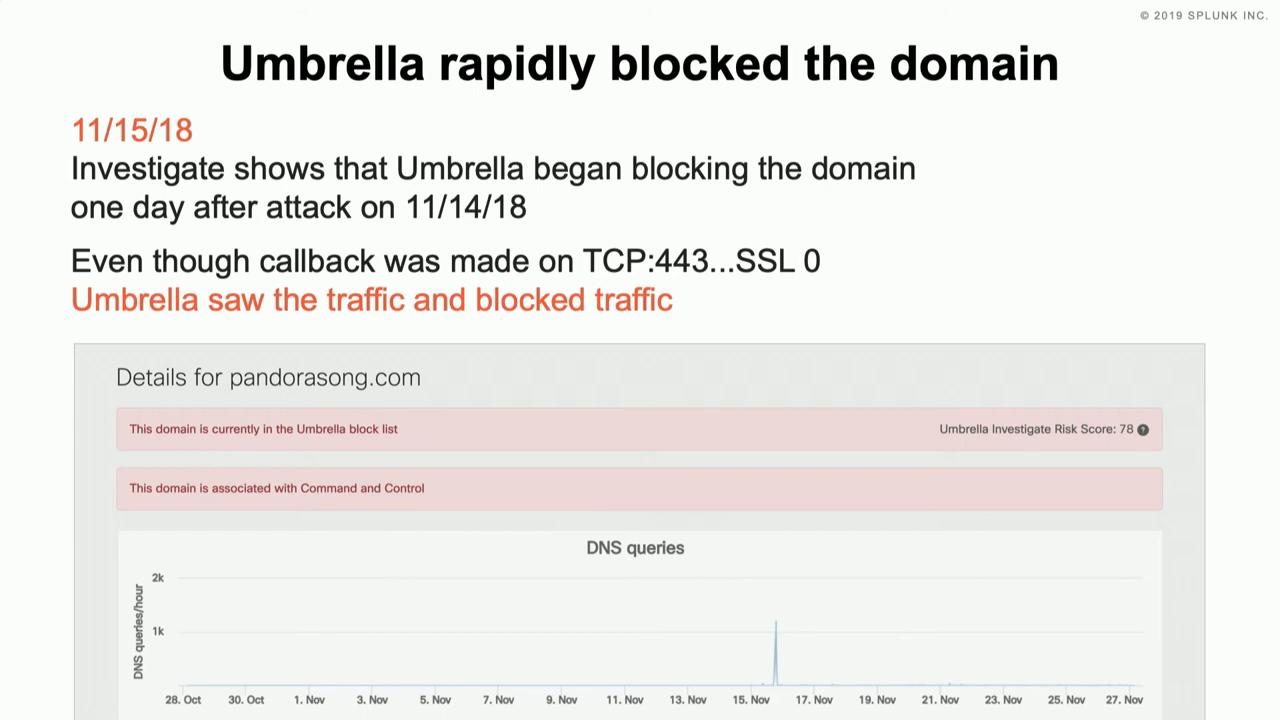 © 2019 SPLUNK INC.
Umbrella rapidly blocked the domain
11/15/18
Investigate shows that Umbrella began blocking the domain
one day after attack on 11/14/18
Even though callback was made on TCP:443...SSL 0
Umbrella saw the traffic and blocked traffic
Details for pandorasong.com
This domain is currently in the Umbrella block list
Umbrella Investigate Risk Score: 78 ?
This domain is associated with Command and Control
DNS queries
DNS queries/hour
2k
1k
28. Oct 30. Oct 1. Nov 3. Nov 5. Nov 7. Nov 9. Nov 11. Nov 13. Nov 15. Nov 17. Nov 19. Nov 21. Nov 23. Nov 25. Nov 27. Nov